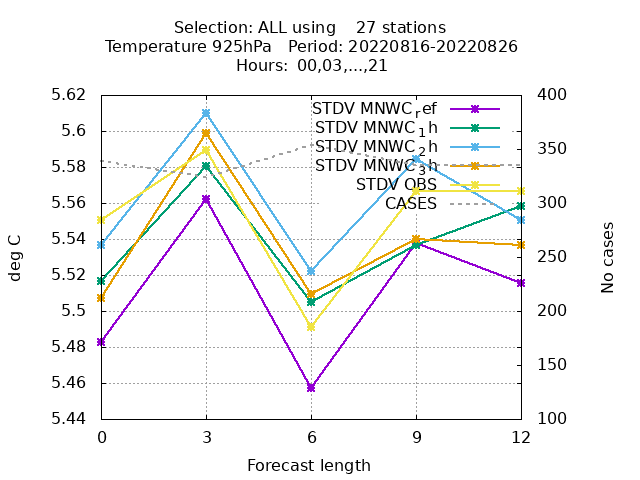 Selection: ALL using    27 stations
Temperature 925hPa   Period: 20220816-20220826
Hours:  00,03,...,21
5.62
5.6
5.58
5.56
5.54
5.52
5.5
5.48
5.46
5.44
400
350
300
250
200
150
100
0
3
6
9
12
deg C
No cases
Forecast length
STDV MNWC_ref
STDV MNWC_1h
STDV MNWC_2h
STDV MNWC_3h
STDV OBS
CASES